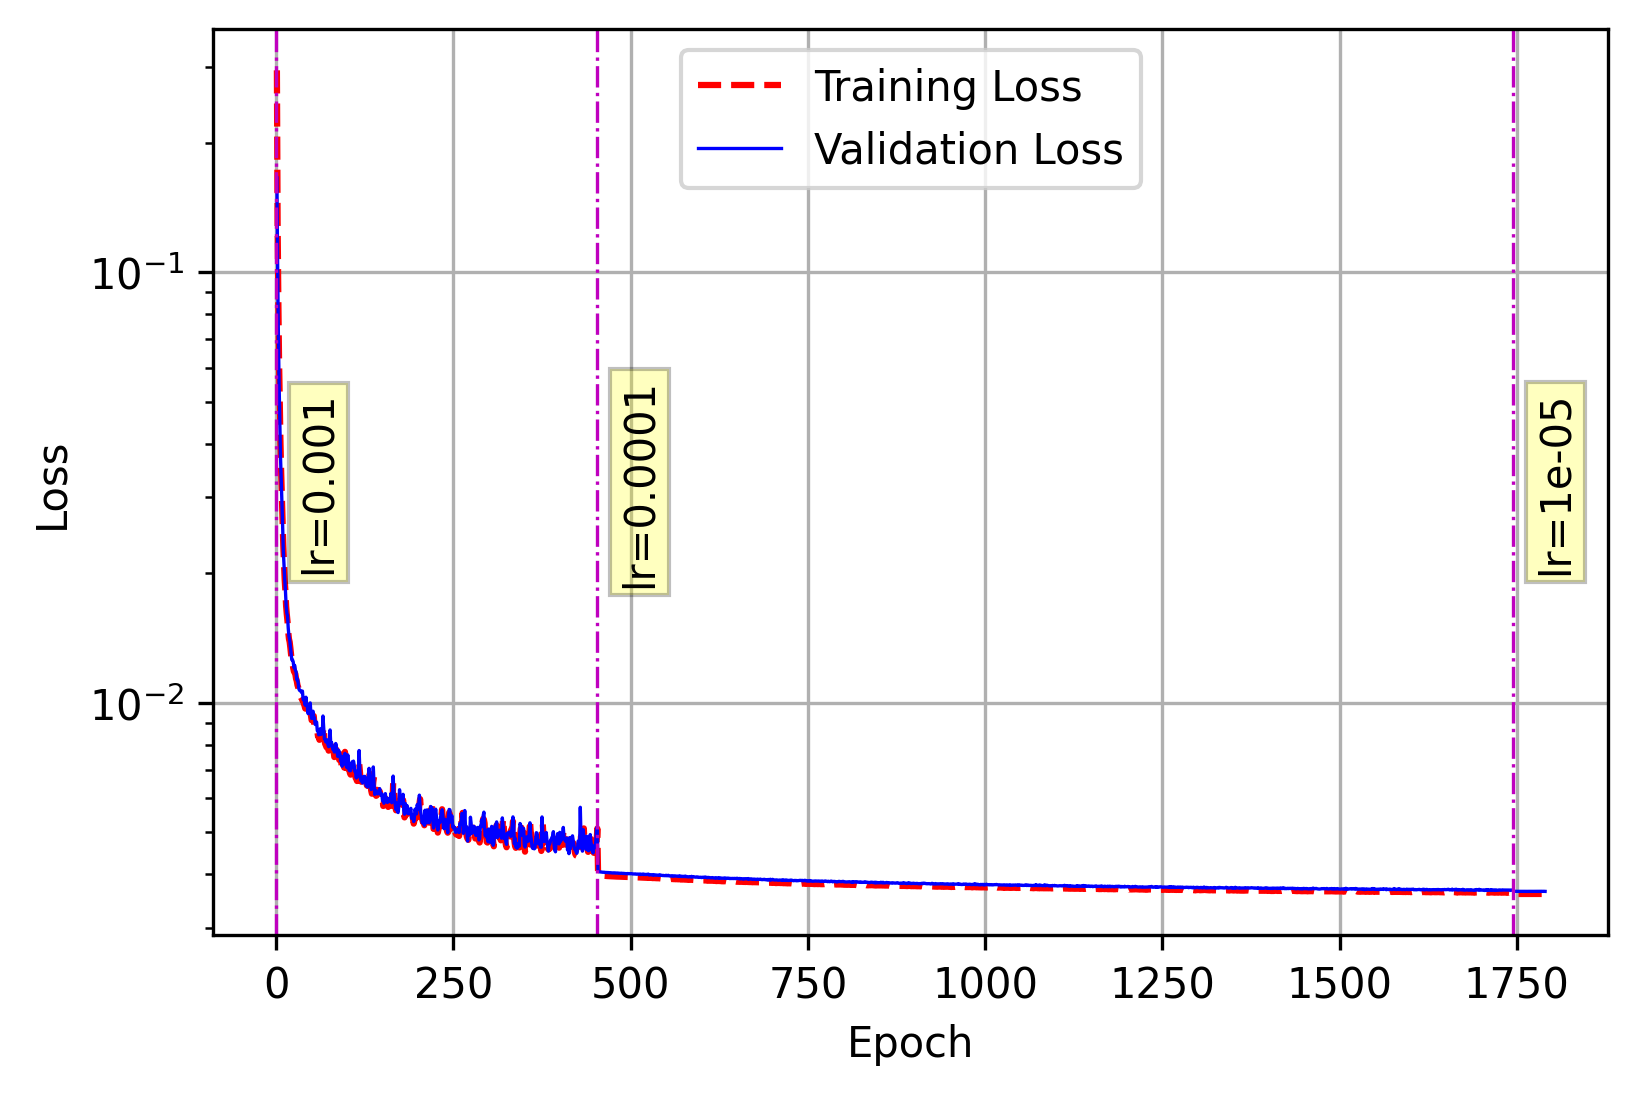 Training Loss
Validation Loss
10⁻¹
10⁻²
Loss
lr=0.001
lr=0.0001
lr=1e-05
0 250 500 750 1000 1250 1500 1750
Epoch